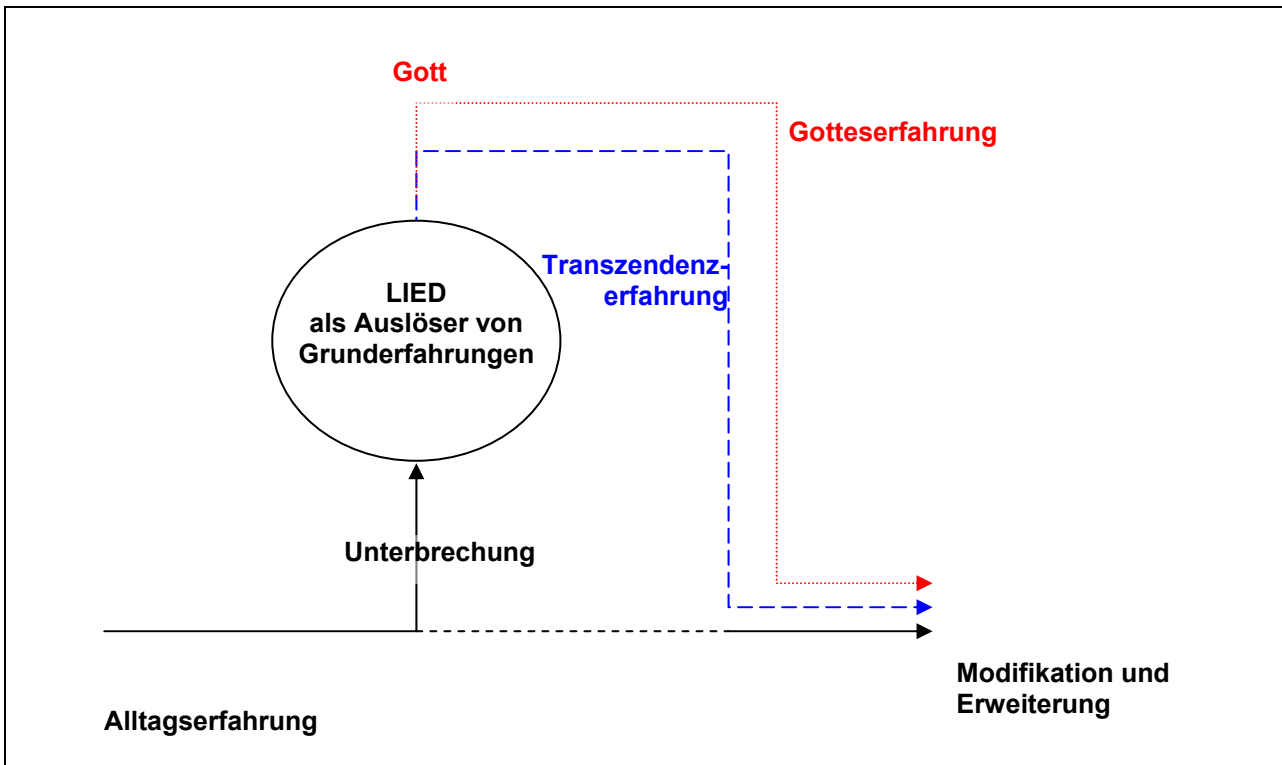 Gott
Gotteserfahrung
Transzendenz-
erfahrung
LIED
als Auslöser von
Grunderfahrungen
Unterbrechung
Modifikation und
Erweiterung
Alltagserfahrung